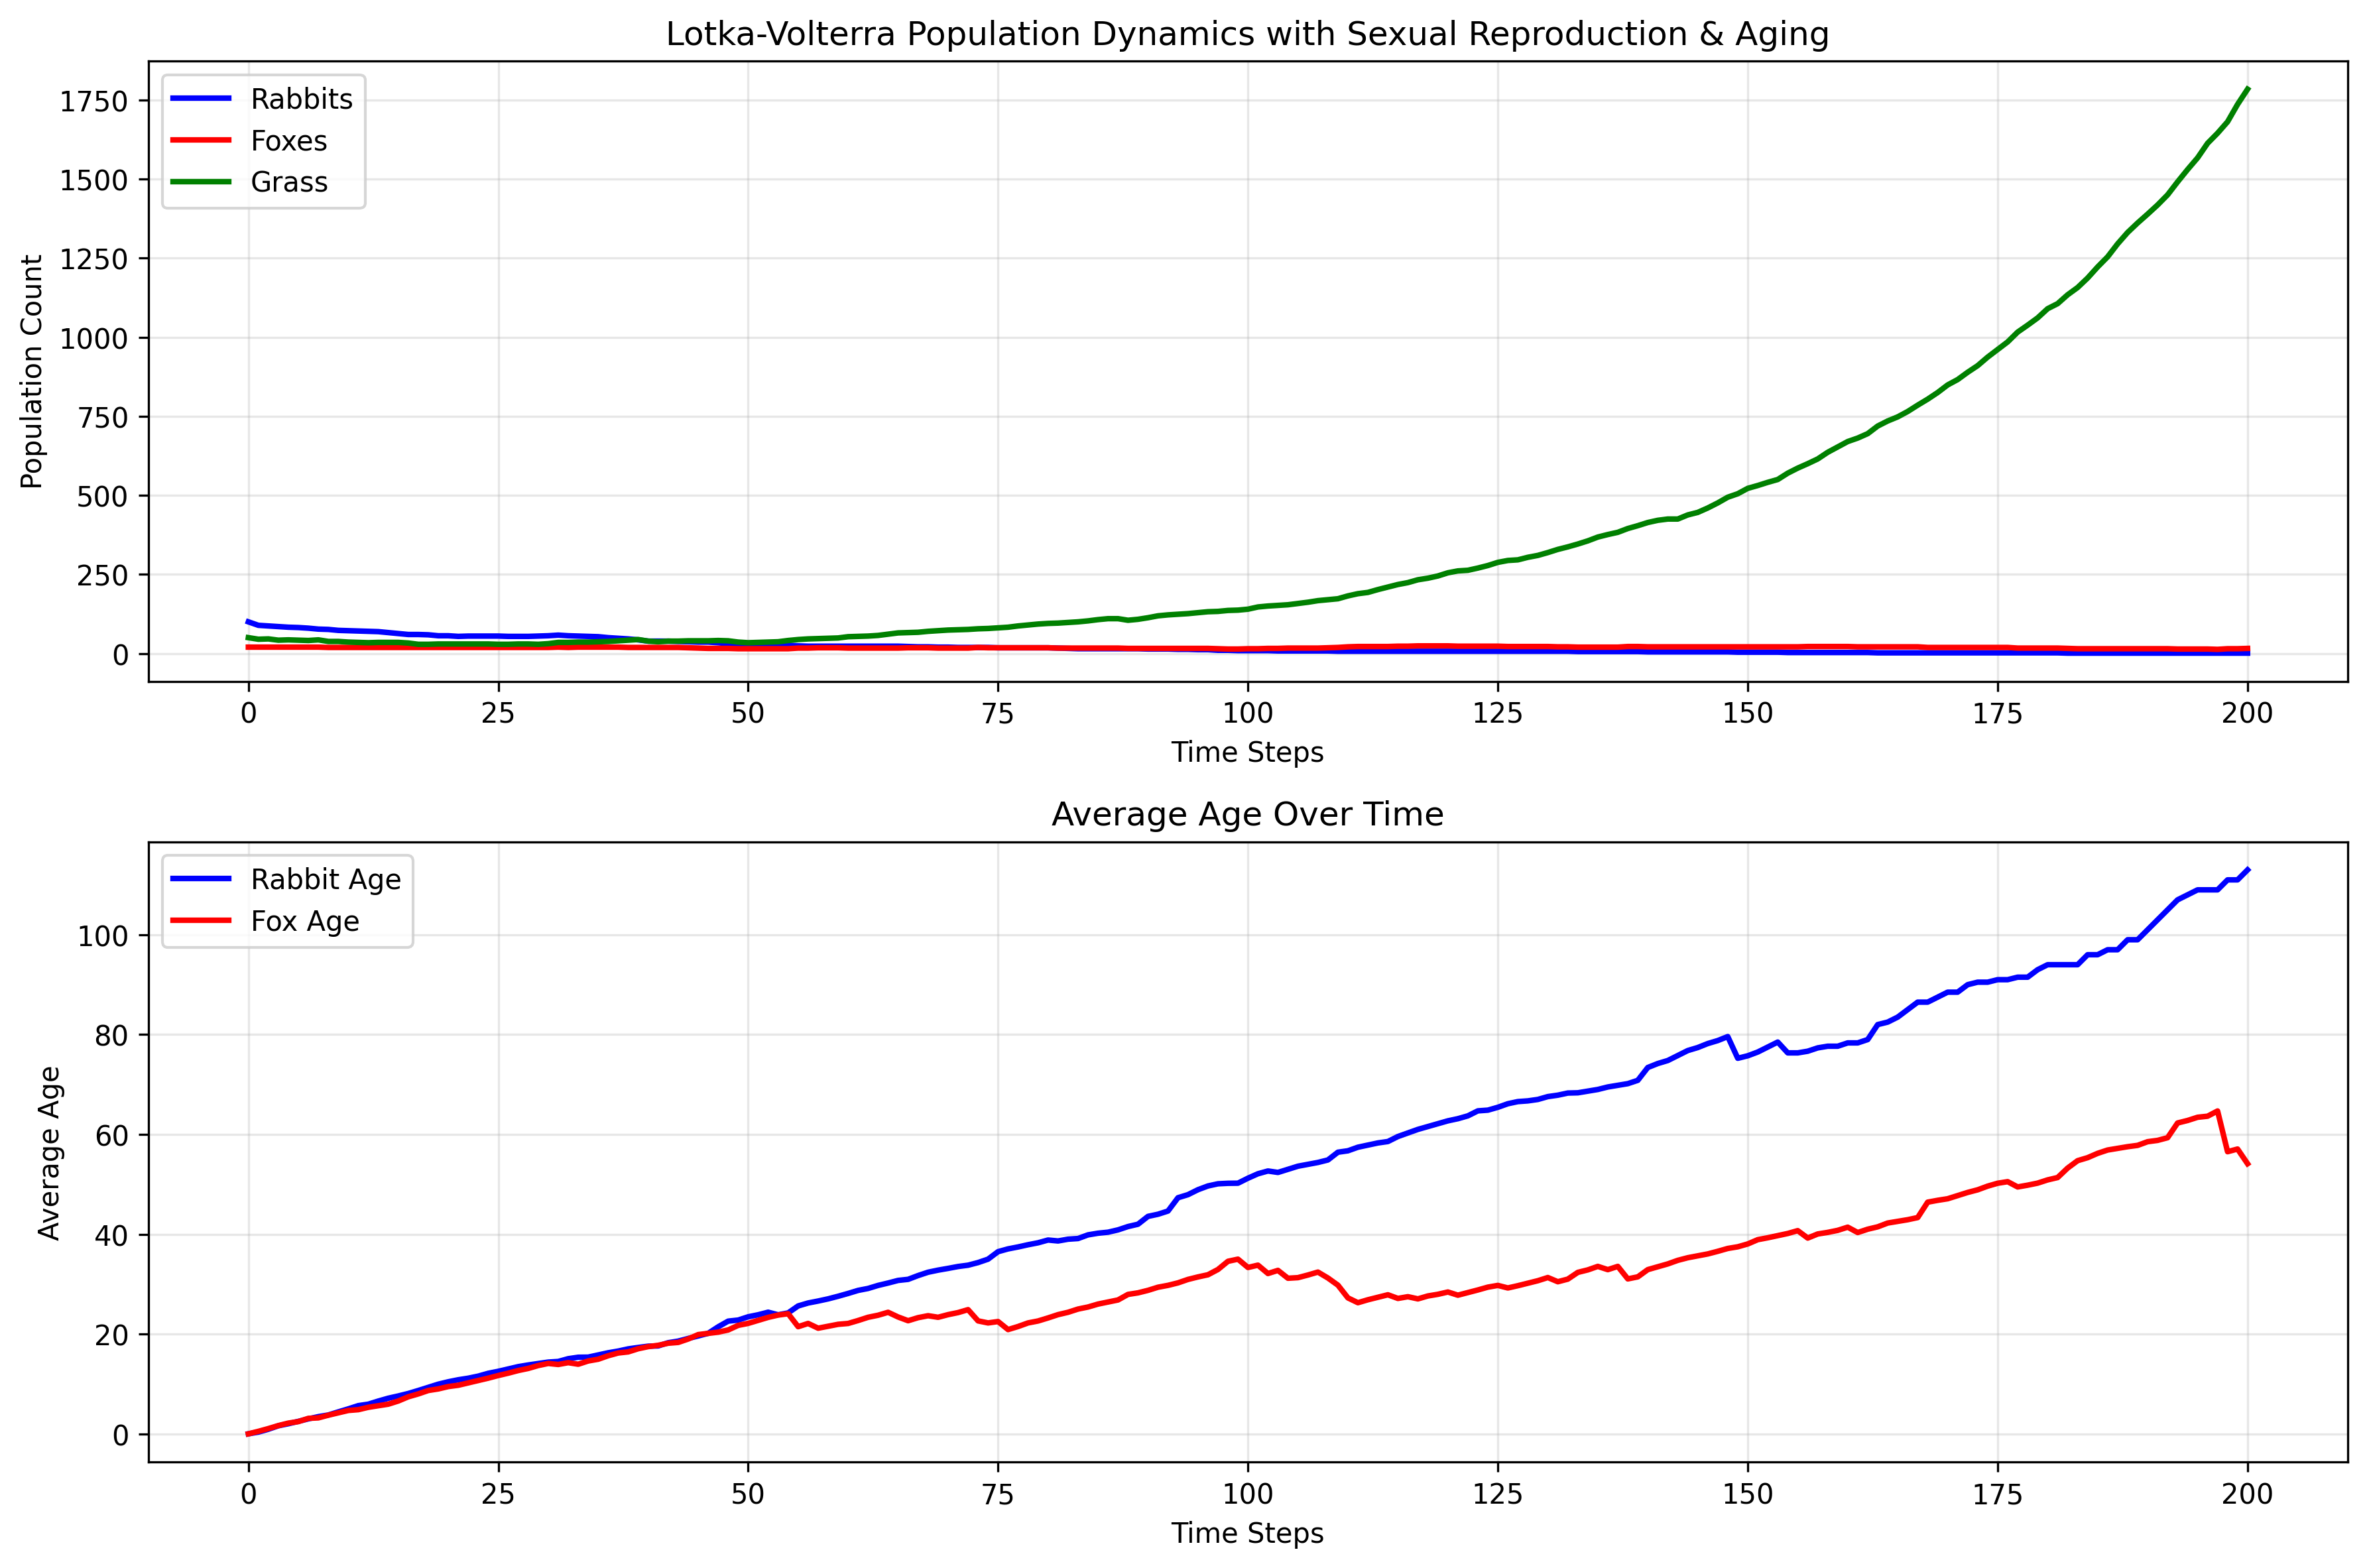 Lotka-Volterra Population Dynamics with Sexual Reproduction & Aging
Rabbits
Foxes
Grass
Population Count
1750
1500
1250
1000
750
500
250
0
0 25 50 75 100 125 150 175 200
Time Steps
Average Age Over Time
Rabbit Age
Fox Age
Average Age
100
80
60
40
20
0
0 25 50 75 100 125 150 175 200
Time Steps